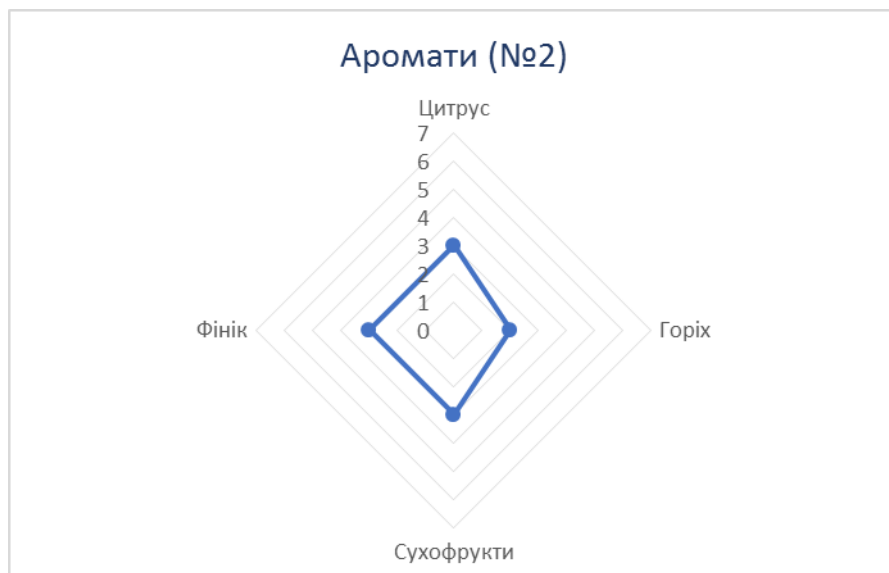 Аромати (№2)
Цитрус
7
6
5
4
3
2
1
0
Фінік
Горіх
Сухофрукти